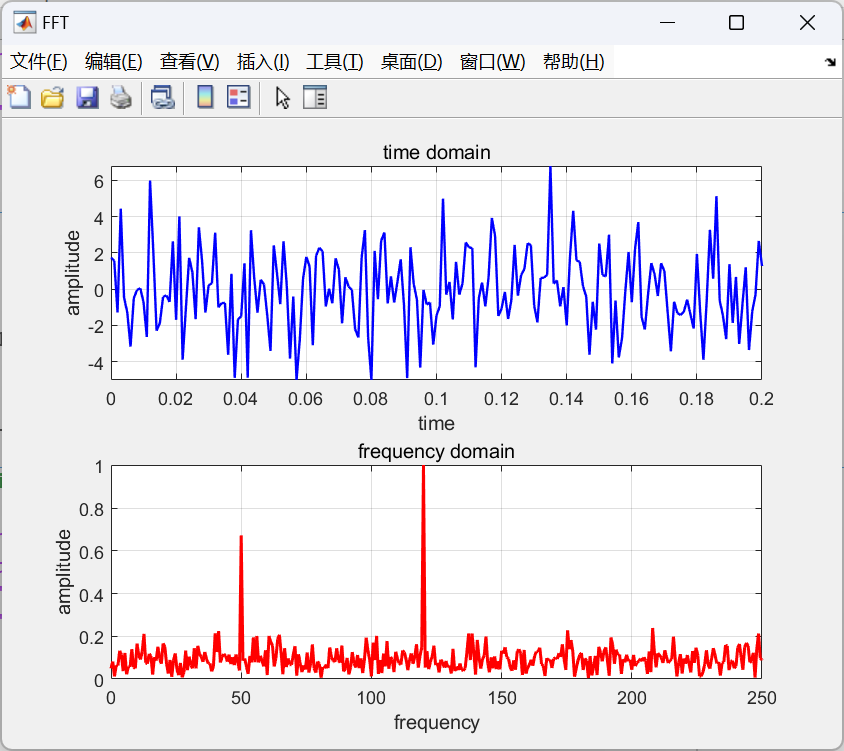 FFT
文件(F) 编辑(E) 查看(V) 插入(I) 工具(T) 桌面(D) 窗口(W) 帮助(H)
time domain
6
4
2
0
-2
-4
amplitude
0 0.02 0.04 0.06 0.08 0.1 0.12 0.14 0.16 0.18 0.2
time
frequency domain
1
0.8
0.6
0.4
0.2
0
amplitude
0 50 100 150 200 250
frequency